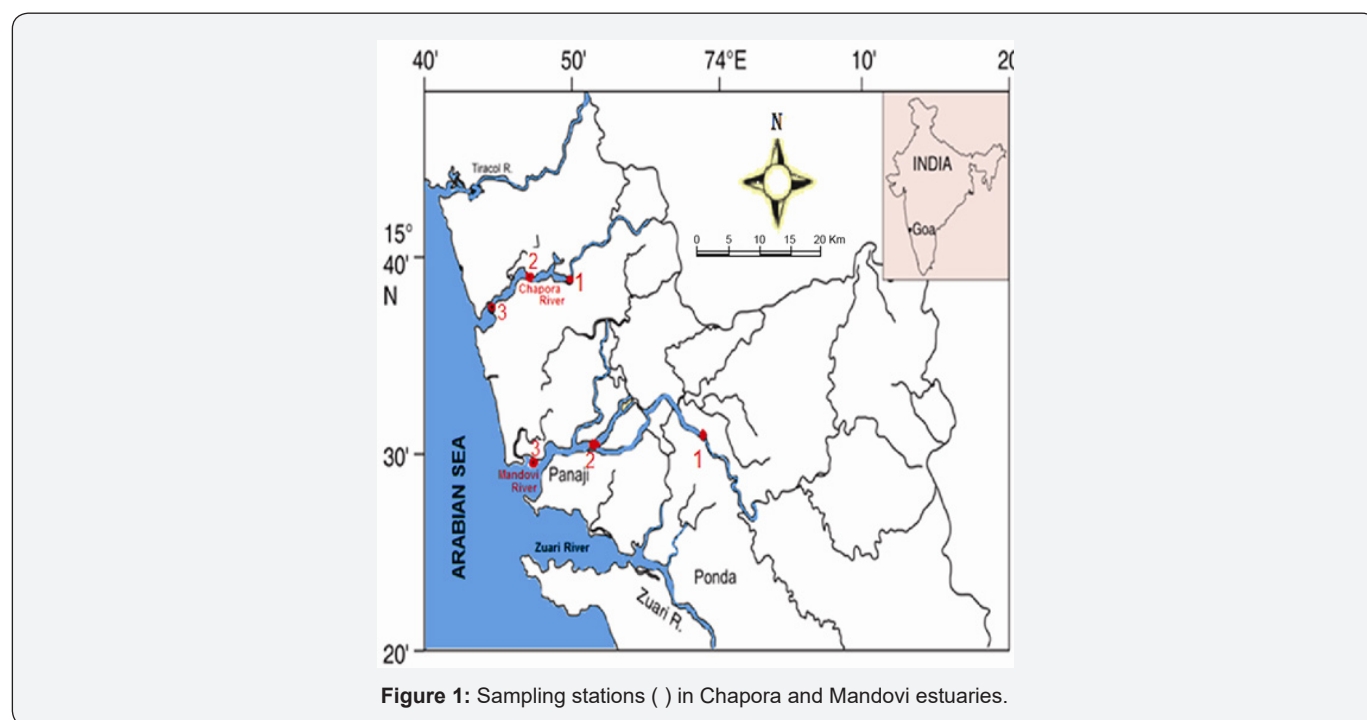 40'
50'
74°E
10'
20
N
INDIA
Goa
Tiracol R.
0 5 10 15 20 Km
15°
40'
N
2
1
Chapora
River
3
30'
3
2
1
Mandovi
River
Panaji
ARABIAN SEA
Zuari River
Ponda
Zuari R.
20'
Figure 1: Sampling stations ( ) in Chapora and Mandovi estuaries.